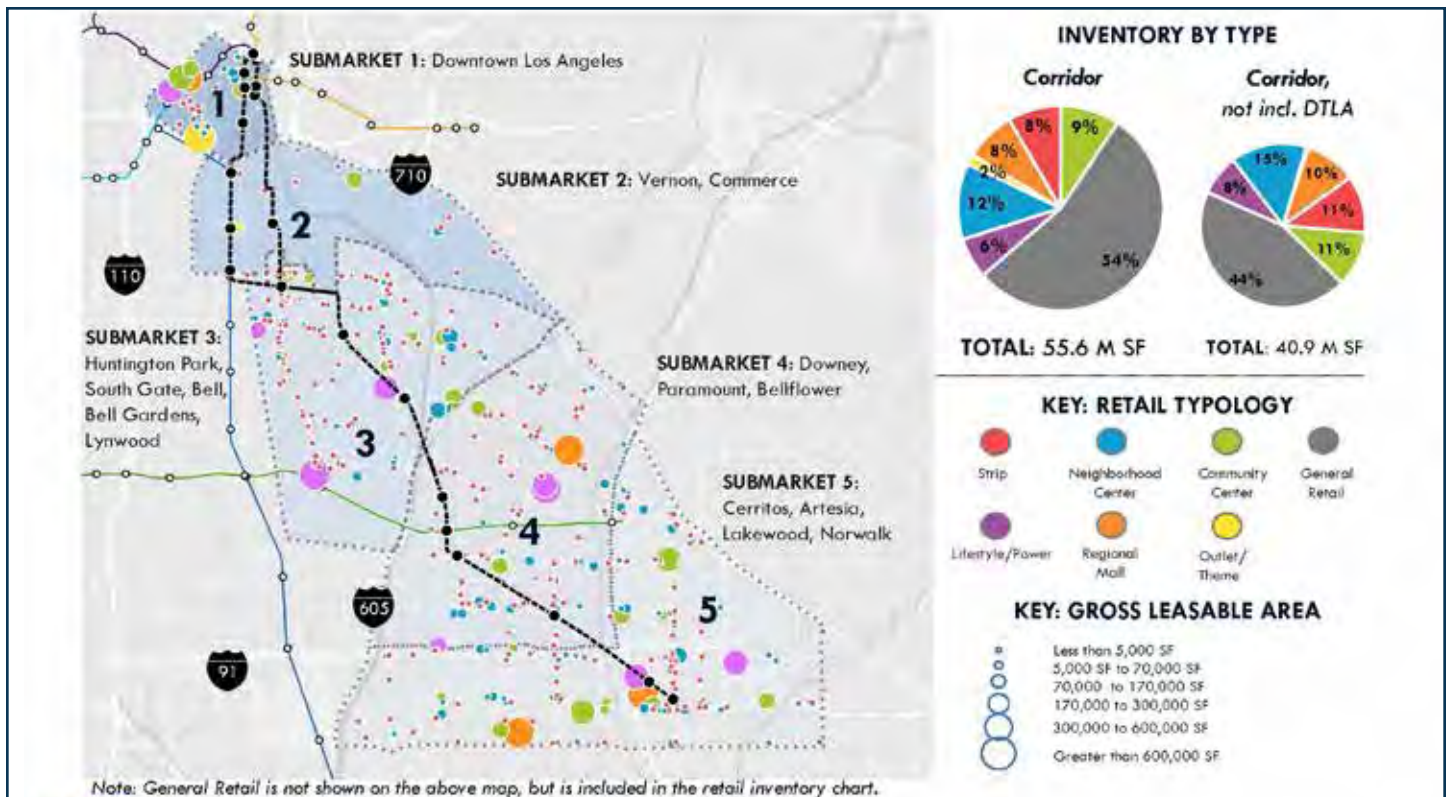 SUBMARKET 1: Downtown Los Angeles
1
710
SUBMARKET 2: Vernon, Commerce
2
110
SUBMARKET 3:
Huntington Park,
South Gate, Bell,
Bell Gardens,
Lynwood
SUBMARKET 4: Downey,
Paramount, Bellflower
3
SUBMARKET 5:
Cerritos, Artesia,
Lakewood, Norwalk
4
605
5
91
Note: General Retail is not shown on the above map, but is included in the retail inventory chart.
INVENTORY BY TYPE
Corridor
8%
9%
8%
2%
12%
6%
54%
TOTAL: 55.6 M SF
Corridor,
not incl. DTLA
15%
10%
8%
11%
11%
44%
TOTAL: 40.9 M SF
KEY: RETAIL TYPOLOGY
Strip
Neighborhood
Center
Community
Center
General
Retail
Lifestyle/Power
Regional
Mall
Outlet/
Theme
KEY: GROSS LEASABLE AREA
Less than 5,000 SF
5,000 SF to 70,000 SF
70,000 to 170,000 SF
170,000 to 300,000 SF
300,000 to 600,000 SF
Greater than 600,000 SF